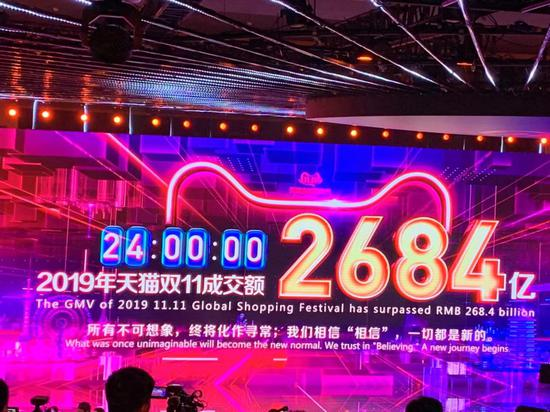 24:00:00
2684亿
2019年天猫双11成交额
The GMV of 2019 11.11 Global Shopping Festival has surpased RMB 268.4 billion
所有不可想象，终将化作寻常；我们相信“相信”，一切都是新的。
What was once unimaginable will become the new normal. We trust in "Believing." A new journey begins